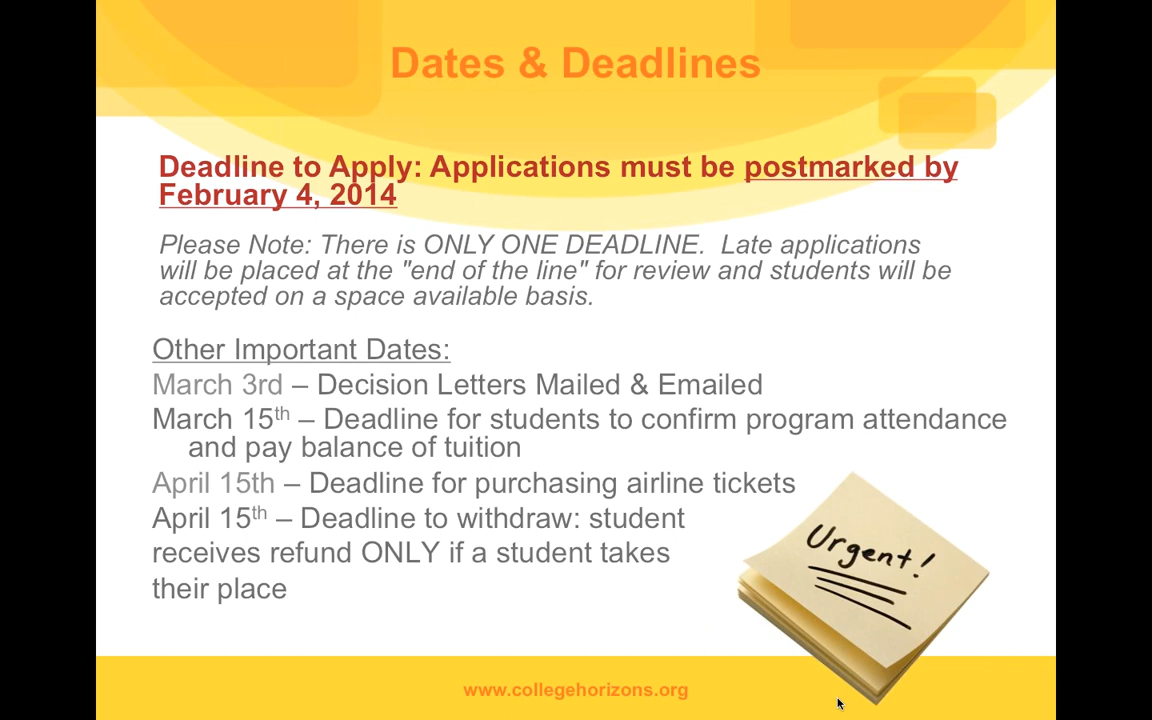 Dates & Deadlines
Deadline to Apply: Applications must be postmarked by
February 4, 2014
Please Note: There is ONLY ONE DEADLINE.  Late applications
will be placed at the "end of the line" for review and students will be
accepted on a space available basis.
Other Important Dates:
March 3rd – Decision Letters Mailed & Emailed
March 15th – Deadline for students to confirm program attendance
and pay balance of tuition
April 15th – Deadline for purchasing airline tickets
April 15th – Deadline to withdraw: student
receives refund ONLY if a student takes
their place
Urgent!
www.collegehorizons.org